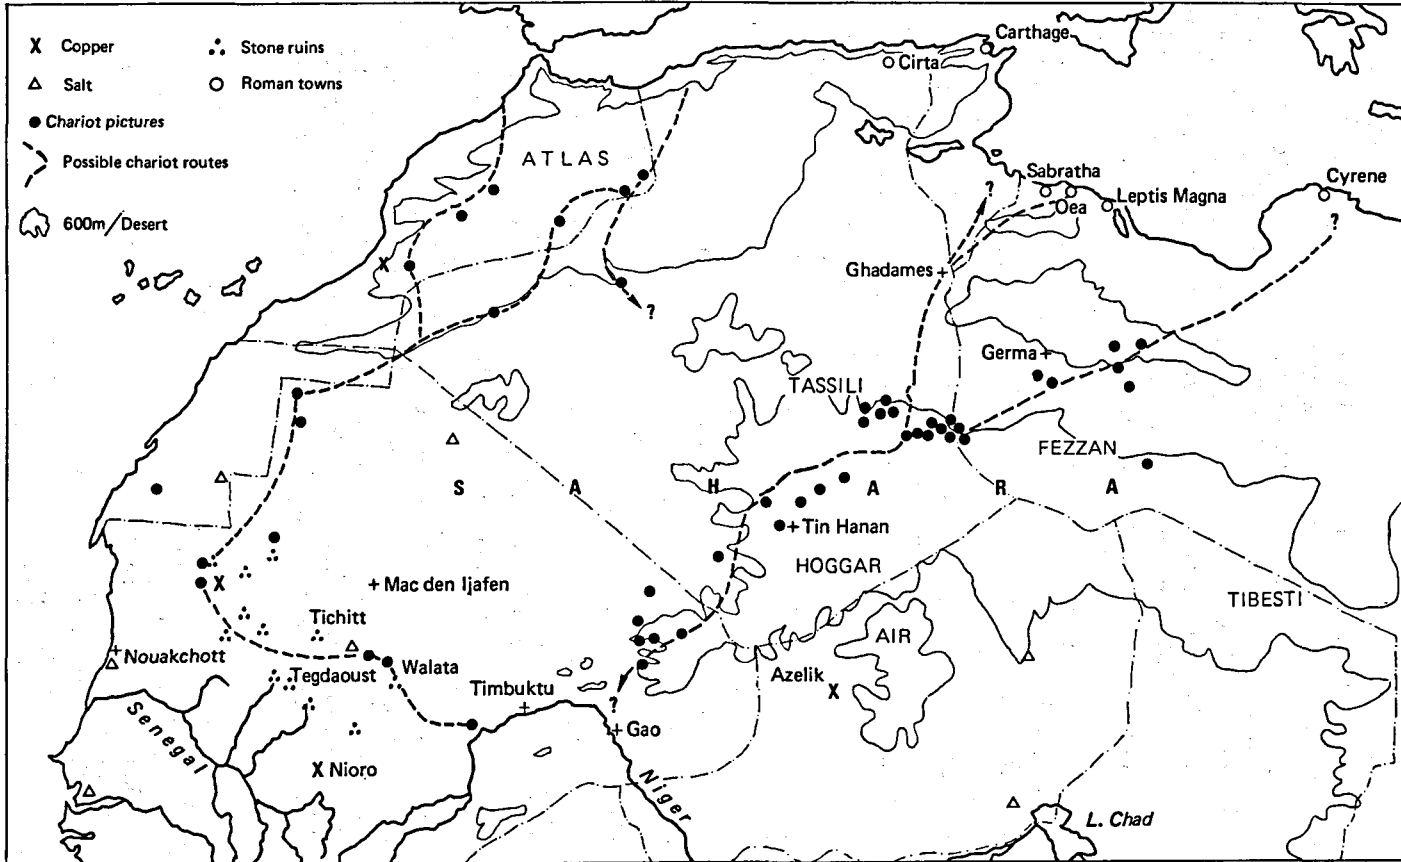 X Copper
Stone ruins
Salt
Roman towns
Chariot pictures
Possible chariot routes
600m/Desert
Carthage
Cirta
ATLAS
Sabratha
Oea
Leptis Magna
Cyrene
?
?
Ghadames
?
Germa
TASSILI
FEZZAN
S A H A R A
Tin Hanan
HOGGAR
X
X
Mac den Ijafen
TIBESTI
Tichitt
AIR
Nouakchott
Tegdaoust
Walata
Azelik
X
Timbuktu
?
Gao
Senegal
X Nioro
Niger
L. Chad